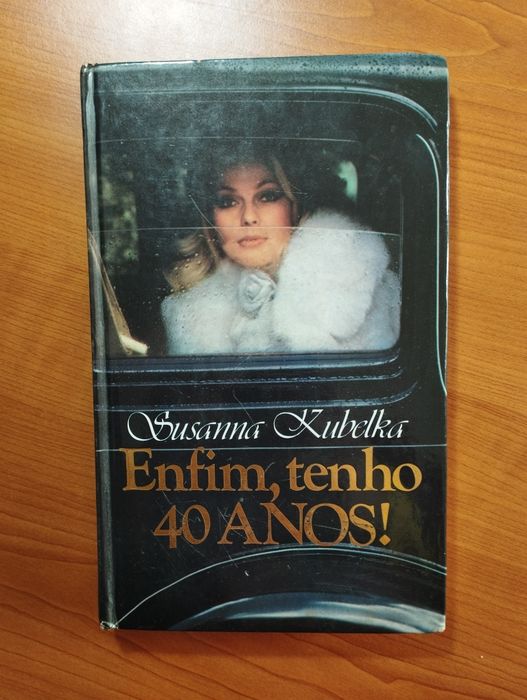 Susanna Kubelka
Enfim, tenho
40 ANOS!